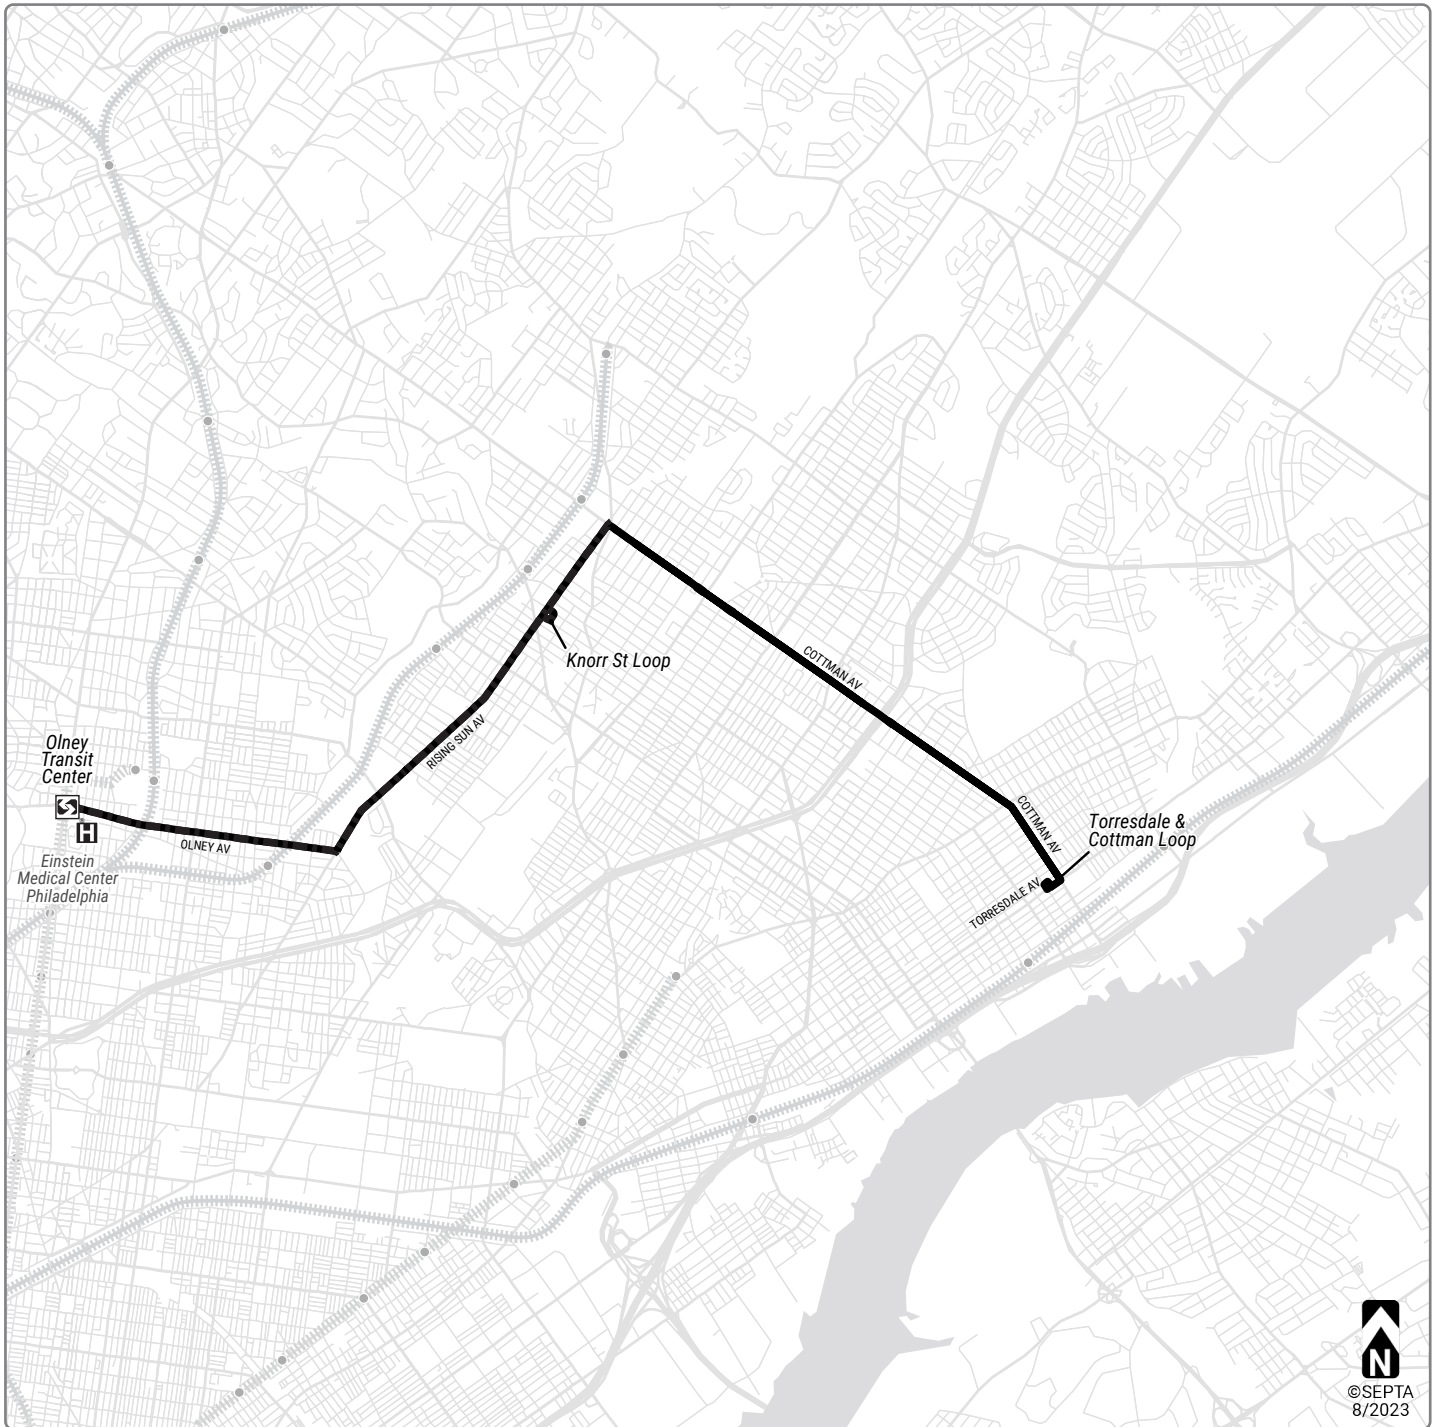 Knorr St Loop
COTTMAN AV
RISING SUN AV
Olney
Transit
Center
COTTMAN AV
Torresdale &
Cottman Loop
H
OLNEY AV
Einstein
Medical Center
Philadelphia
TORRESDALE AV
N
©SEPTA
8/2023